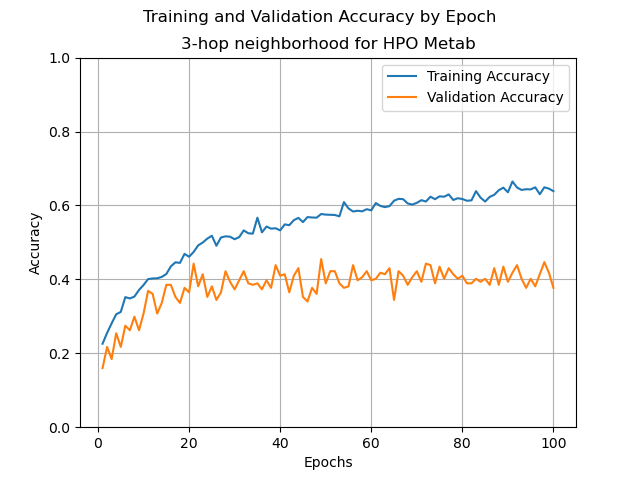 Training and Validation Accuracy by Epoch
3-hop neighborhood for HPO Metab
Training Accuracy
Validation Accuracy
Accuracy
1.0
0.8
0.6
0.4
0.2
0.0
0 20 40 60 80 100
Epochs